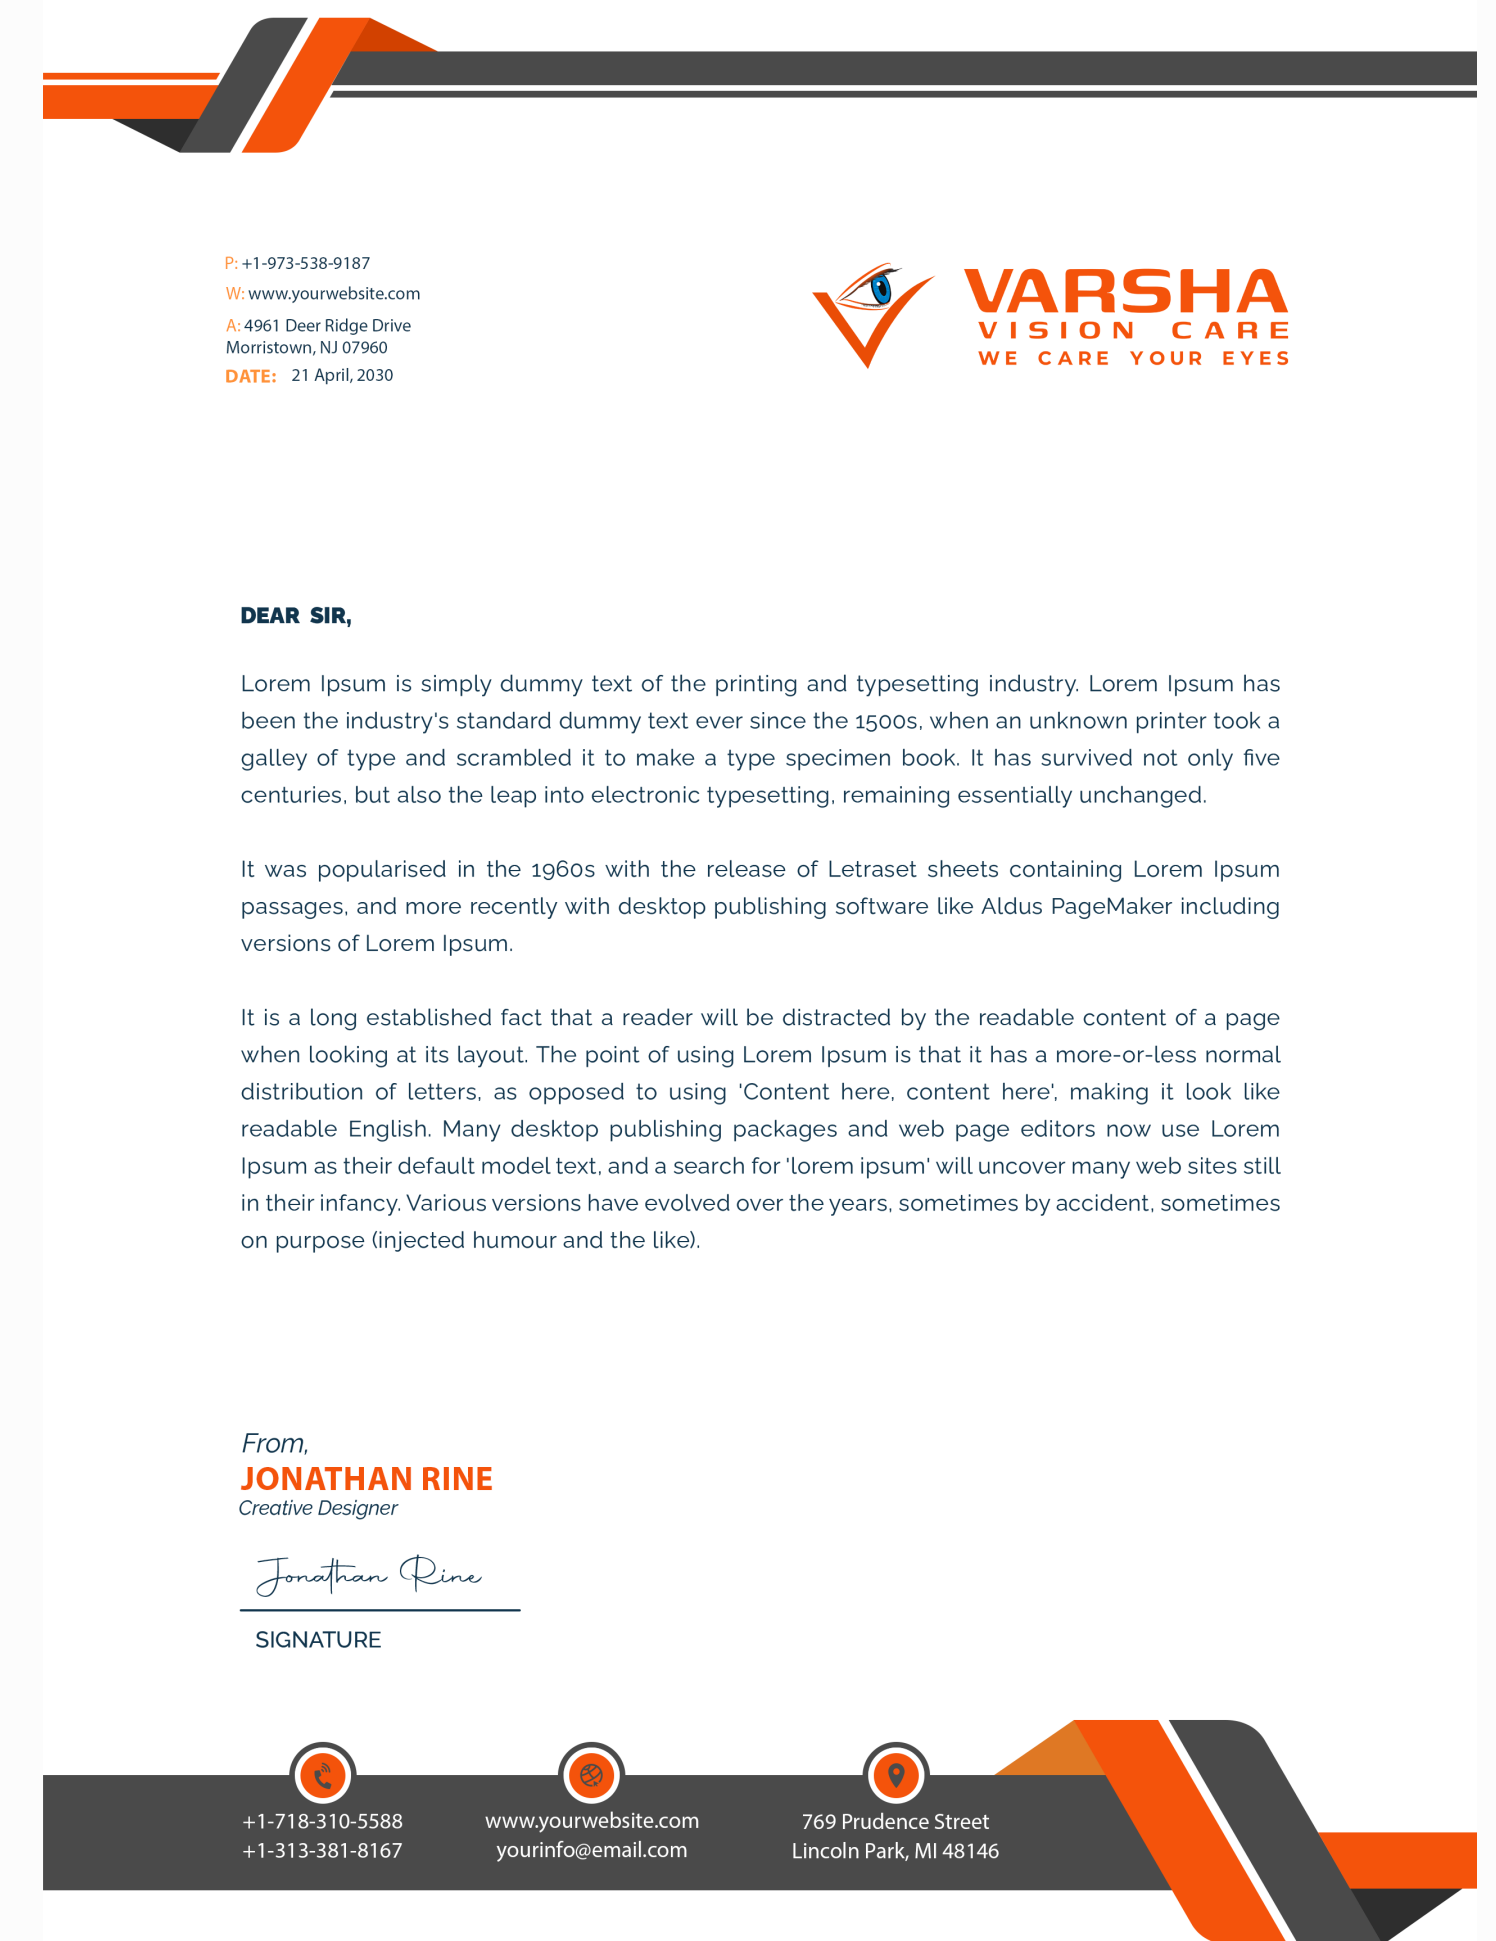 P: +1-973-538-9187
W: www.yourwebsite.com
A: 4961 Deer Ridge Drive
Morristown, NJ 07960
DATE: 21 April, 2030
VARSHA
VISION CARE
WE CARE YOUR EYES
DEAR SIR,
Lorem Ipsum is simply dummy text of the printing and typesetting industry. Lorem Ipsum has
been the industry's standard dummy text ever since the 1500s, when an unknown printer took a
galley of type and scrambled it to make a type specimen book. It has survived not only five
centuries, but also the leap into electronic typesetting, remaining essentially unchanged.
It was popularised in the 1960s with the release of Letraset sheets containing Lorem Ipsum
passages, and more recently with desktop publishing software like Aldus PageMaker including
versions of Lorem Ipsum.
It is a long established fact that a reader will be distracted by the readable content of a page
when looking at its layout. The point of using Lorem Ipsum is that it has a more-or-less normal
distribution of letters, as opposed to using 'Content here, content here', making it look like
readable English. Many desktop publishing packages and web page editors now use Lorem
Ipsum as their default model text, and a search for 'lorem ipsum' will uncover many web sites still
in their infancy. Various versions have evolved over the years, sometimes by accident, sometimes
on purpose (injected humour and the like).
From,
JONATHAN RINE
Creative Designer
Jonathan Rine
SIGNATURE
+1-718-310-5588
+1-313-381-8167
www.yourwebsite.com
yourinfo@email.com
769 Prudence Street
Lincoln Park, MI 48146